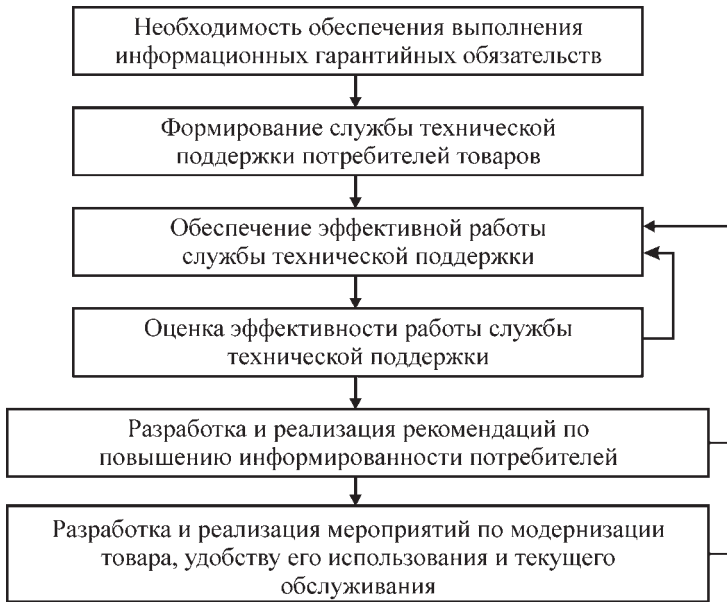 Необходимость обеспечения выполнения
информационных гарантийных обязательств
Формирование службы технической
поддержки потребителей товаров
Обеспечение эффективной работы
службы технической поддержки
Оценка эффективности работы службы
технической поддержки
Разработка и реализация рекомендаций по
повышению информированности потребителей
Разработка и реализация мероприятий по модернизации
товара, удобству его использования и текущего
обслуживания